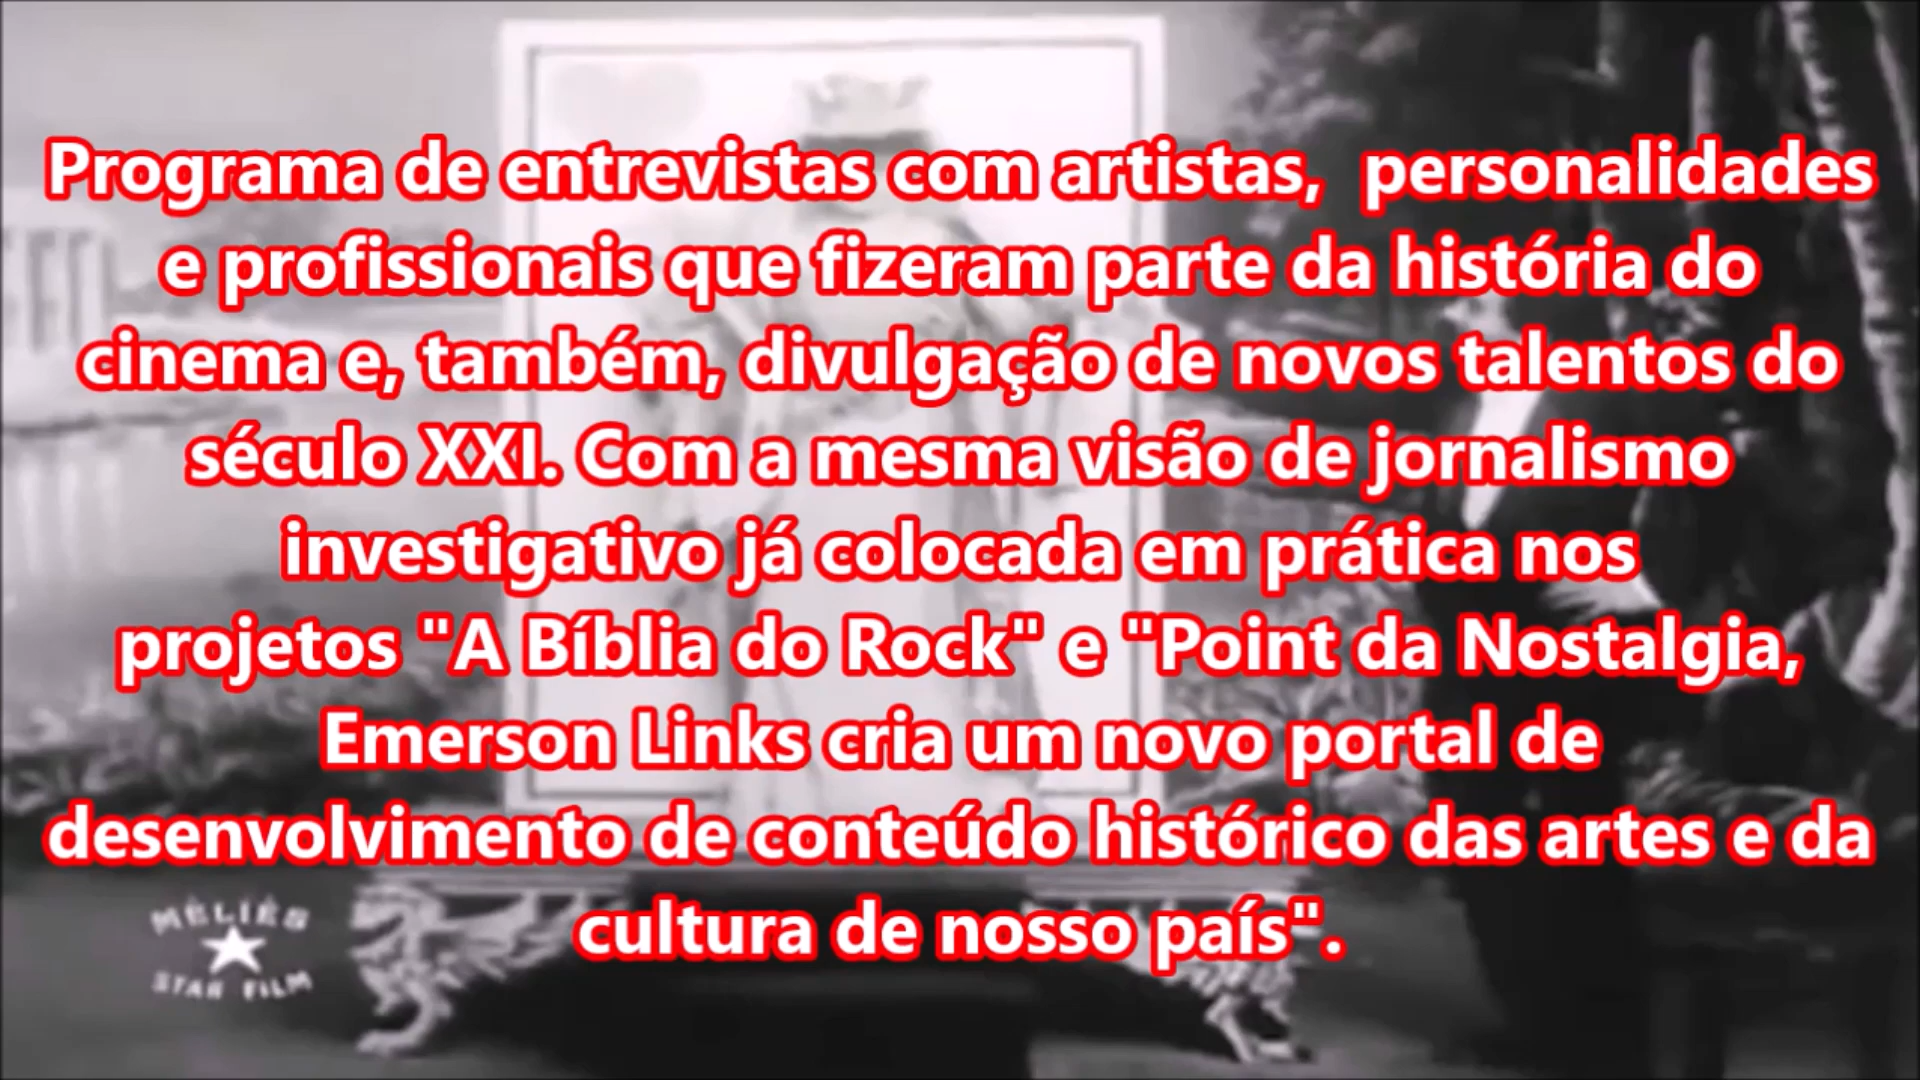 Programa de entrevistas com artistas,  personalidades
e profissionais que fizeram parte da história do
cinema e, também, divulgação de novos talentos do
século XXI. Com a mesma visão de jornalismo
investigativo já colocada em prática nos
projetos "A Bíblia do Rock" e "Point da Nostalgia,
Emerson Links cria um novo portal de
desenvolvimento de conteúdo histórico das artes e da
cultura de nosso país".
MÉLIÈS
STAR FILM